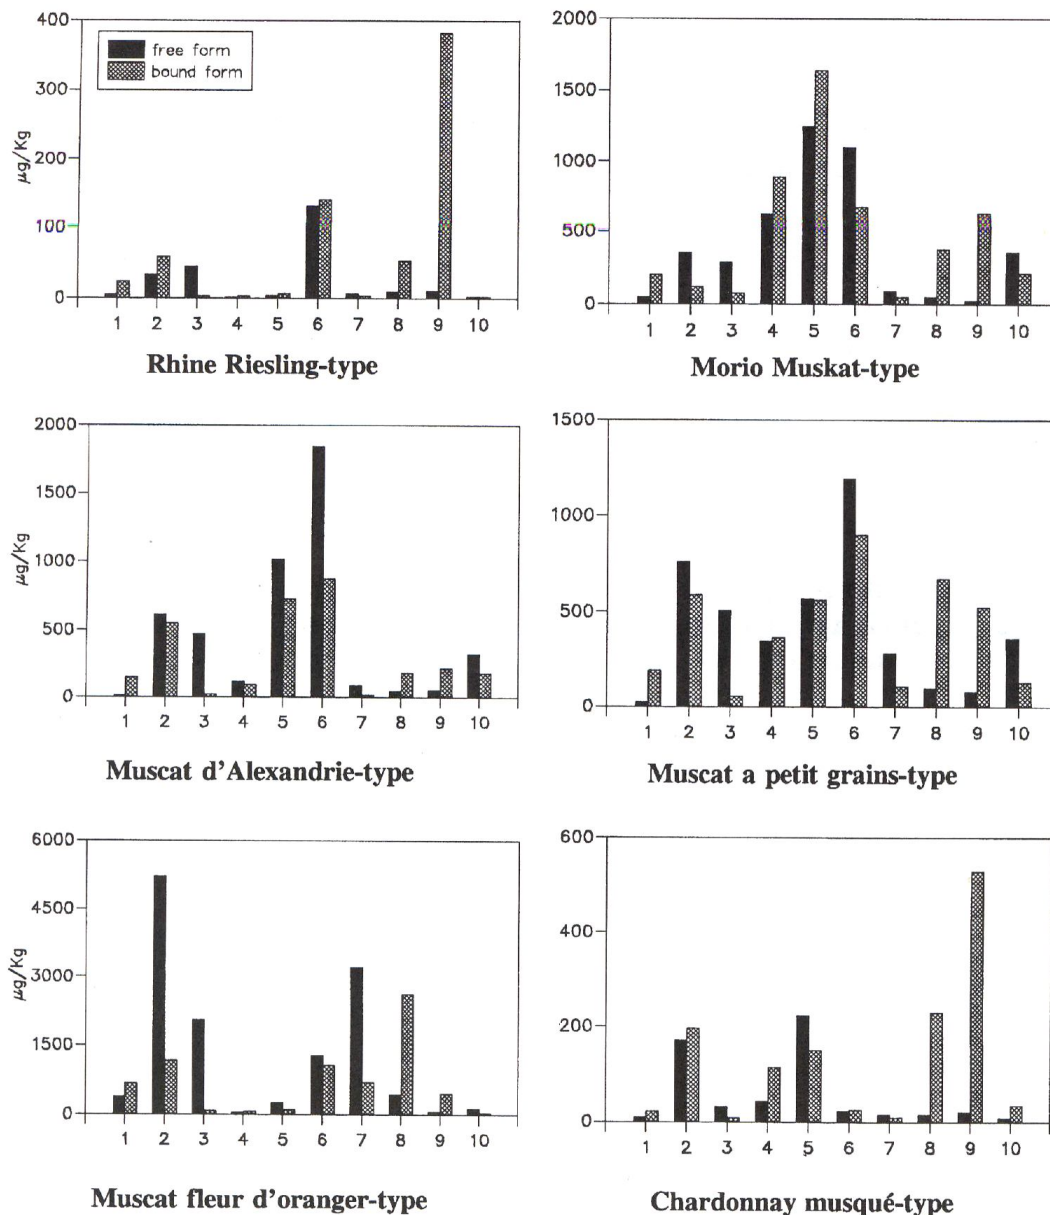 400
300
200
100
0
μg/Kg
free form
bound form
1 2 3 4 5 6 7 8 9 10
Rhine Riesling-type
2000
1500
1000
500
0
1 2 3 4 5 6 7 8 9 10
Morio Muskat-type
2000
1500
1000
500
0
μg/Kg
1 2 3 4 5 6 7 8 9 10
Muscat d'Alexandrie-type
1500
1000
500
0
1 2 3 4 5 6 7 8 9 10
Muscat a petit grains-type
6000
4500
3000
1500
0
μg/Kg
1 2 3 4 5 6 7 8 9 10
Muscat fleur d'oranger-type
600
400
200
0
1 2 3 4 5 6 7 8 9 10
Chardonnay musqué-type